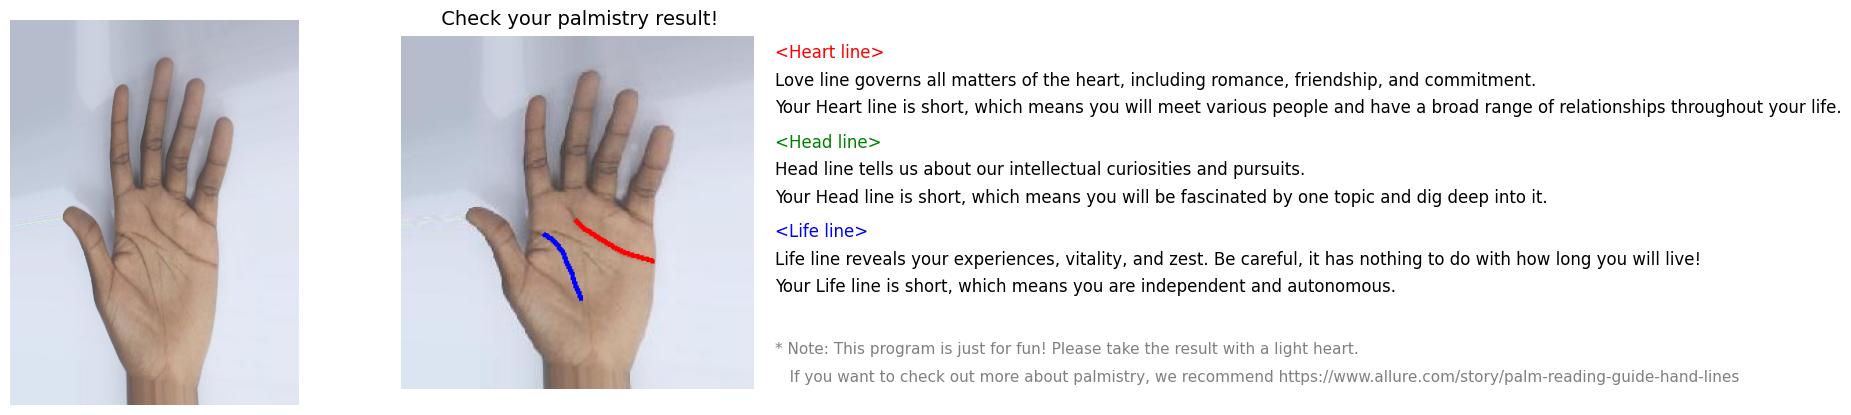 Check your palmistry result!
<Heart line>
Love line governs all matters of the heart, including romance, friendship, and commitment.
Your Heart line is short, which means you will meet various people and have a broad range of relationships throughout your life.
<Head line>
Head line tells us about our intellectual curiosities and pursuits.
Your Head line is short, which means you will be fascinated by one topic and dig deep into it.
<Life line>
Life line reveals your experiences, vitality, and zest. Be careful, it has nothing to do with how long you will live!
Your Life line is short, which means you are independent and autonomous.
* Note: This program is just for fun! Please take the result with a light heart.
If you want to check out more about palmistry, we recommend https://www.allure.com/story/palm-reading-guide-hand-lines